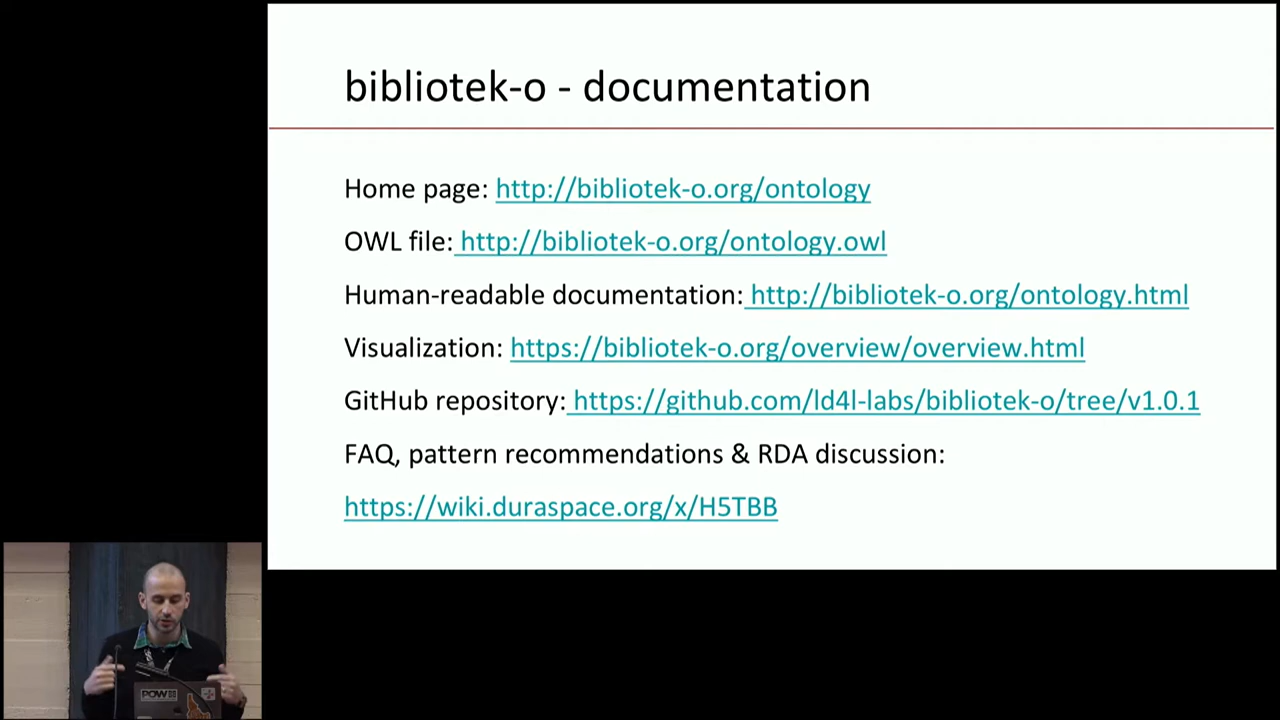 bibliotek-o - documentation
Home page: http://bibliotek-o.org/ontology
OWL file: http://bibliotek-o.org/ontology.owl
Human-readable documentation: http://bibliotek-o.org/ontology.html
Visualization: https://bibliotek-o.org/overview/overview.html
GitHub repository: https://github.com/ld4l-labs/bibliotek-o/tree/v1.0.1
FAQ, pattern recommendations & RDA discussion:
https://wiki.duraspace.org/x/H5TBB
POW